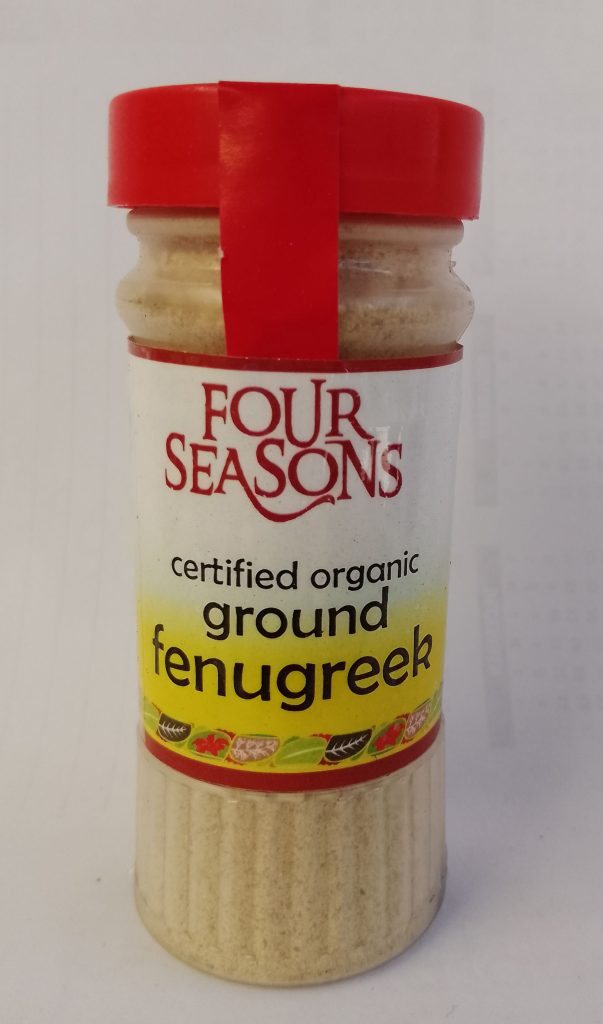 FOUR
SEASONS
certified organic
ground
fenugreek